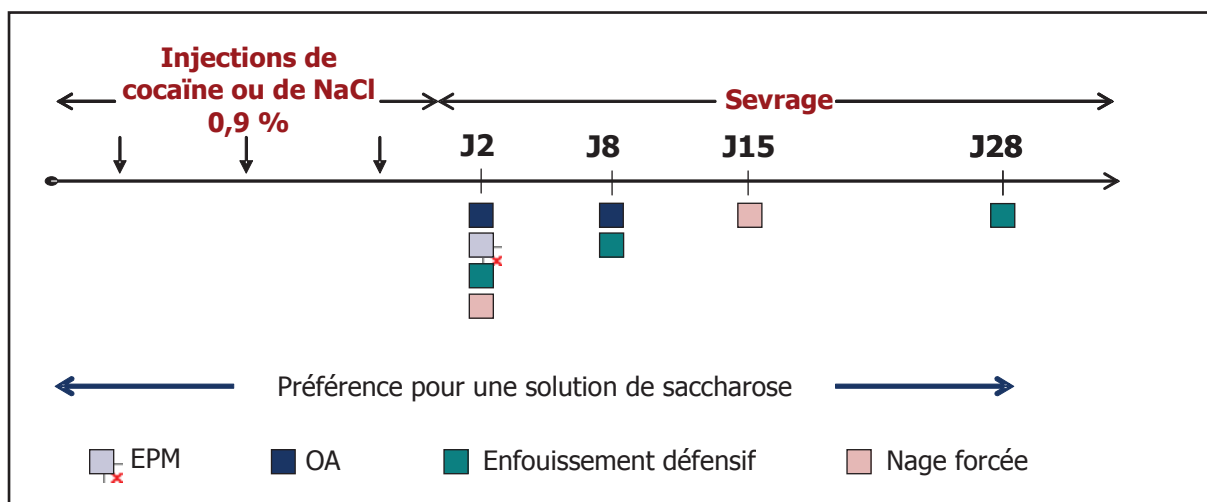 Injections de
cocaïne ou de NaCl
0,9 %
Sevrage
J2
J8
J15
J28
Préférence pour une solution de saccharose
EPM
OA
Enfouissement défensif
Nage forcée